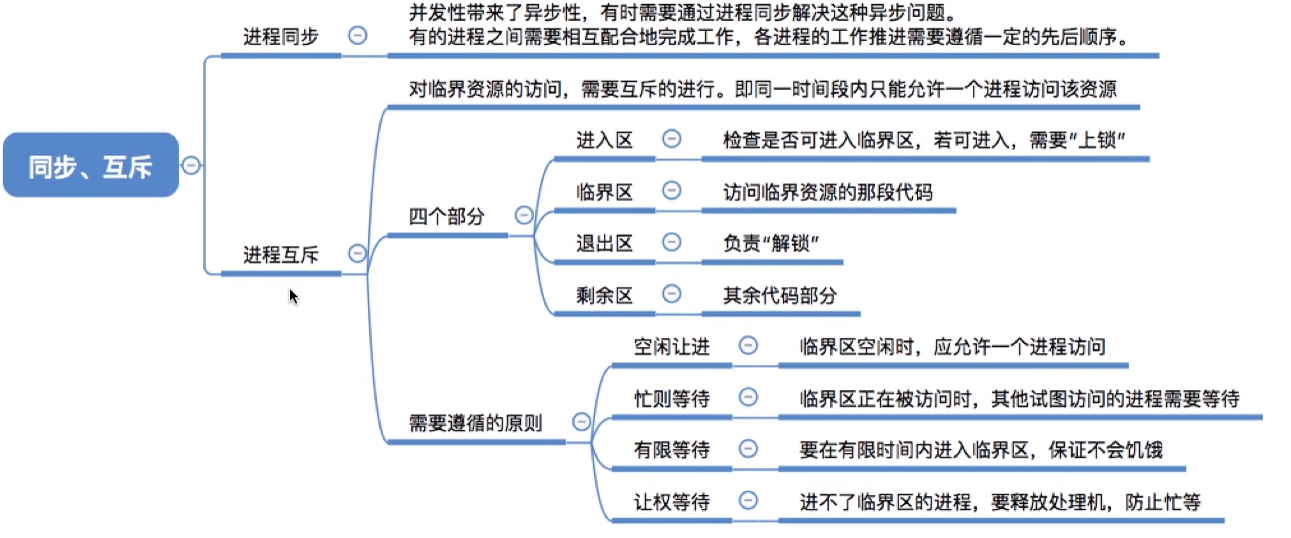 并发性带来了异步性，有时需要通过进程同步解决这种异步问题。
进程同步
有的进程之间需要相互配合地完成工作，各进程的工作推进需要遵循一定的先后顺序。
对临界资源的访问，需要互斥的进行。即同一时间段内只能允许一个进程访问该资源
进入区
检查是否可进入临界区，若可进入，需要“上锁”
同步、互斥
临界区
访问临界资源的那段代码
四个部分
退出区
负责“解锁”
进程互斥
剩余区
其余代码部分
空闲让进
临界区空闲时，应允许一个进程访问
忙则等待
临界区正在被访问时，其他试图访问的进程需要等待
需要遵循的原则
有限等待
要在有限时间内进入临界区，保证不会饥饿
让权等待
进不了临界区的进程，要释放处理机，防止忙等